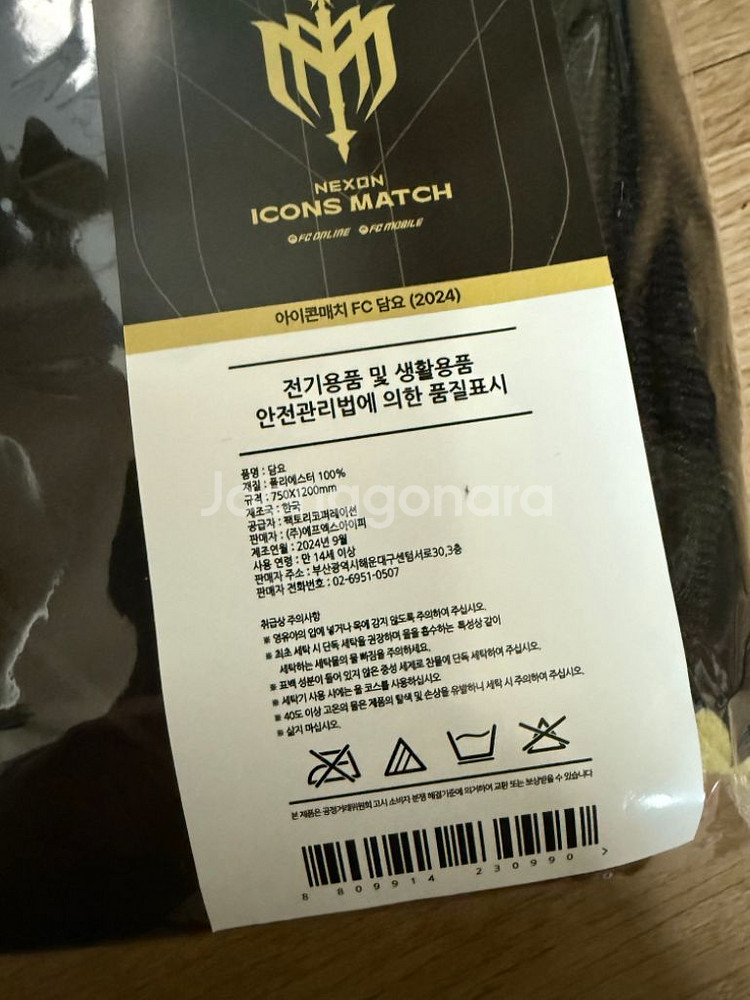 NEXON
ICONS MATCH
FC ONLINE FC MOBILE
아이콘매치 FC 담요 (2024)
전기용품 및 생활용품
안전관리법에 의한 품질표시
품명 : 담요
재질 : 폴리에스터 100%
규격 : 750X1200mm
제조국 : 한국
공급자 : 팩토리코퍼레이션
판매자 : (주)에프엑스아이피
제조연월 : 2024년 9월
사용 연령 : 만 14세 이상
판매자 주소 : 부산광역시해운대구센텀서로30,3층
판매자 전화번호 : 02-6951-0507
Joongagonara
취급상 주의사항
※ 영유아의 입에 넣거나 목에 감지 않도록 주의하여 주십시오.
※ 최초 세탁 시 단독 세탁을 권장하며 물을 흡수하는 특성상 같이
세탁하는 세탁물의 물 빠짐을 주의하세요.
※ 표백 성분이 들어 있지 않은 중성 세제로 찬물에 단독 세탁하여 주십시오.
※ 세탁기 사용 시에는 울 코스를 사용하십시오
※ 40도 이상 고온의 물은 제품의 탈색 및 손상을 유발하니 세탁 시 주의하여 주십시오.
※ 삶지 마십시오.
본 제품은 공정거래위원회 고시 소비자 분쟁 해결기준에 의거하여 교환 또는 보상받을 수 있습니다
8 809914 230990 >